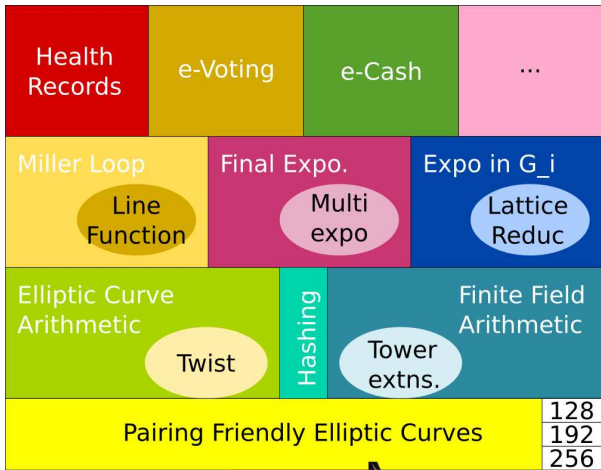 Health
Records
e-Voting
e-Cash
...
Miller Loop
Line
Function
Final Expo.
Multi
expo
Expo in G_i
Lattice
Reduc
Elliptic Curve
Arithmetic
Twist
Hashing
Finite Field
Arithmetic
Tower
extns.
Pairing Friendly Elliptic Curves
128
192
256